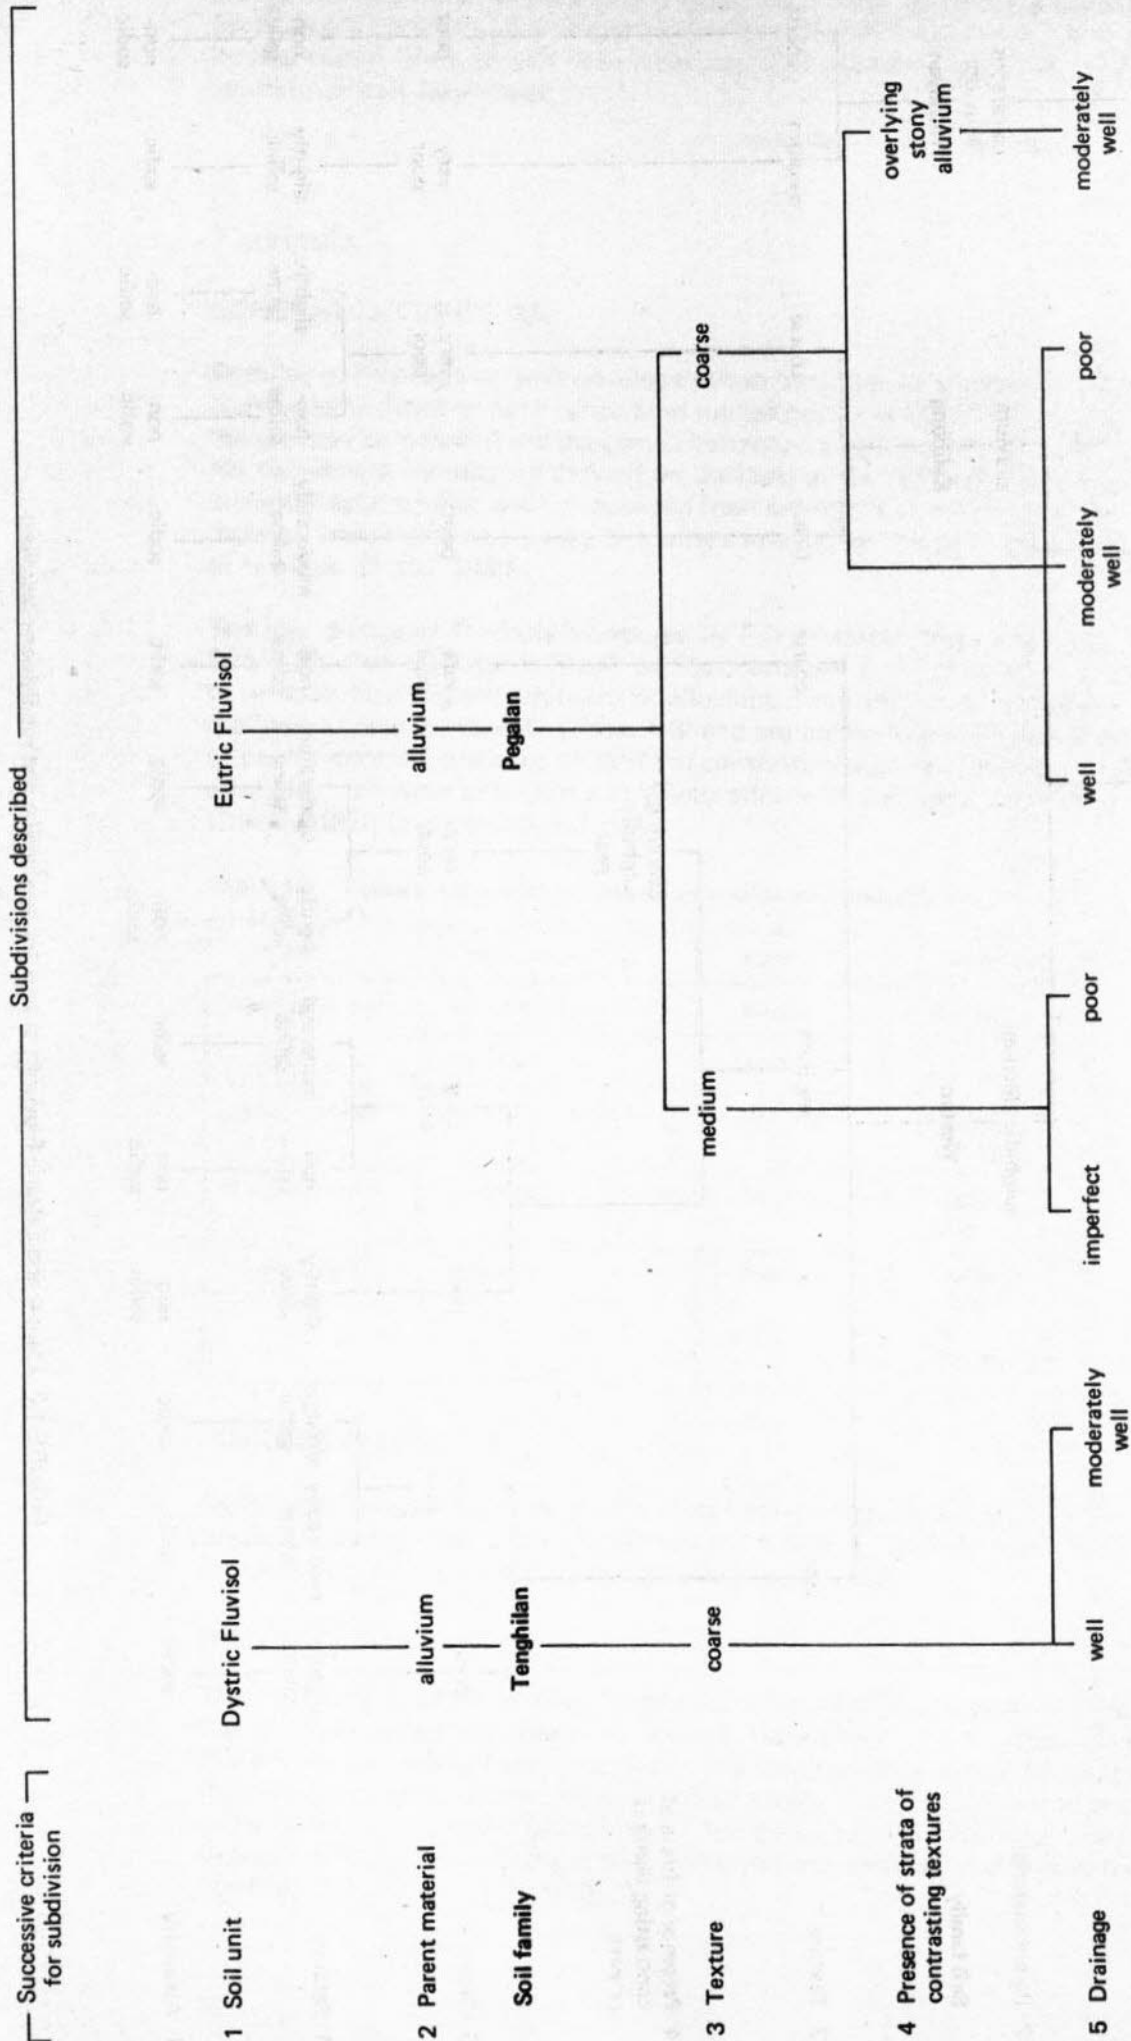 Successive criteria
for subdivision
Subdivisions described
1 Soil unit
Dystric Fluvisol
Eutric Fluvisol
2 Parent material
alluvium
alluvium
Soil family
Tenghilan
Pegalan
3 Texture
coarse
medium
coarse
4 Presence of strata of
contrasting textures
overlying
stony
alluvium
5 Drainage
well
moderately
well
imperfect
poor
well
moderately
well
poor
moderately
well